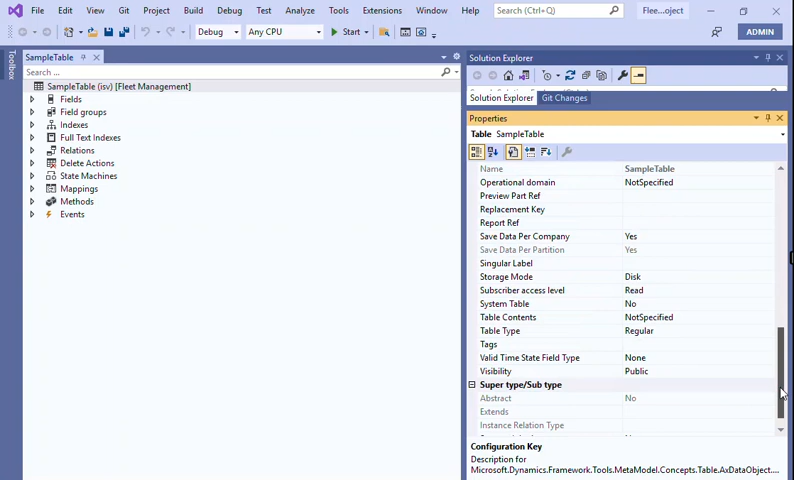 File Edit View Git Project Build Debug Test Analyze Tools Extensions Window Help Search (Ctrl+Q) Flee...oject
Debug Any CPU Start ADMIN
Toolbox
SampleTable
Search ...
SampleTable (isv) [Fleet Management]
Fields
Field groups
Indexes
Full Text Indexes
Relations
Delete Actions
State Machines
Mappings
Methods
Events
Solution Explorer
Solution Explorer Git Changes
Properties
Table SampleTable
Name SampleTable
Operational domain NotSpecified
Preview Part Ref
Replacement Key
Report Ref
Save Data Per Company Yes
Save Data Per Partition Yes
Singular Label
Storage Mode Disk
Subscriber access level Read
System Table No
Table Contents NotSpecified
Table Type Regular
Tags
Valid Time State Field Type None
Visibility Public
Super type/Sub type
Abstract No
Extends
Instance Relation Type
Configuration Key
Description for
Microsoft.Dynamics.Framework.Tools.MetaModel.Concepts.Table.AxDataObject....